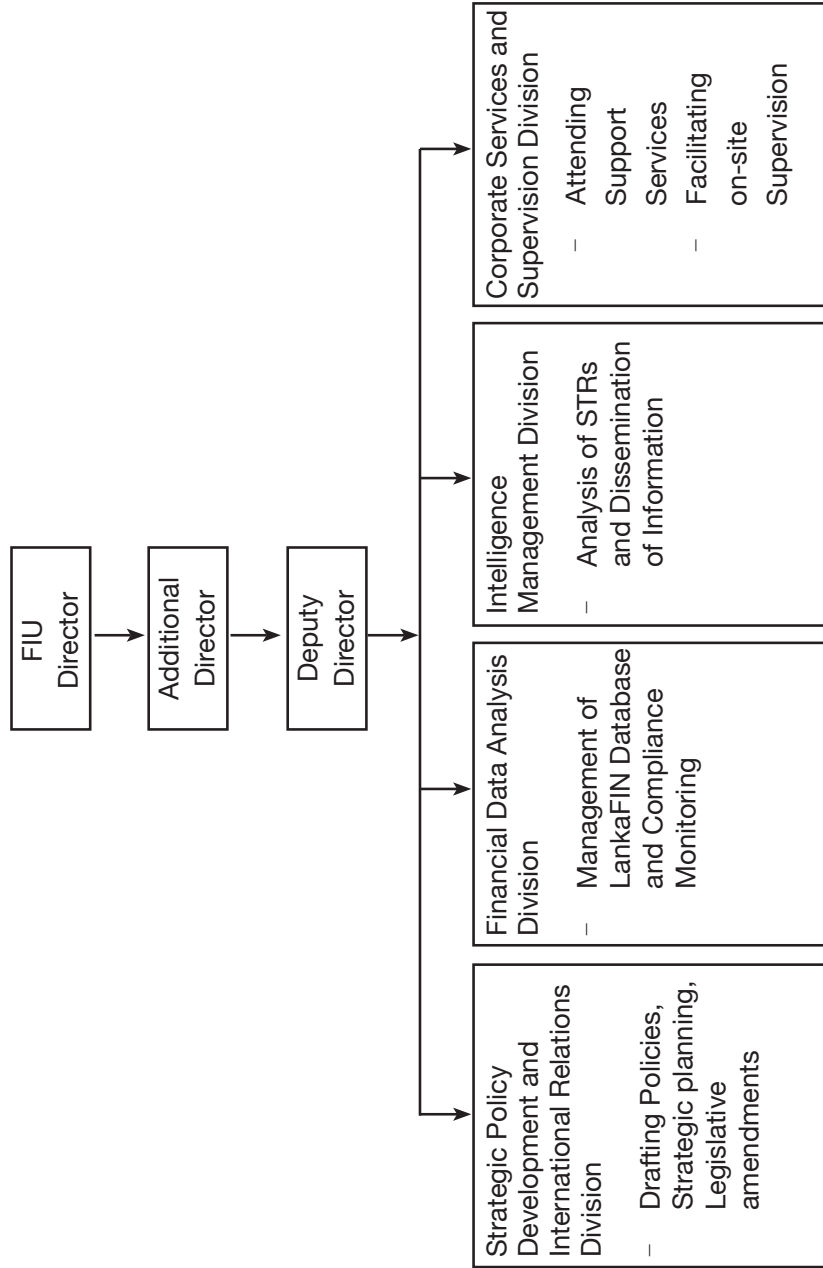 FIU
Director
Additional
Director
Deputy
Director
Strategic Policy
Development and
International Relations
Division
– Drafting Policies,
Strategic planning,
Legislative
amendments
Financial Data Analysis
Division
– Management of
LankaFIN Database
and Compliance
Monitoring
Intelligence
Management Division
– Analysis of STRs
and Dissemination
of Information
Corporate Services and
Supervision Division
– Attending
Support
Services
– Facilitating
on-site
Supervision